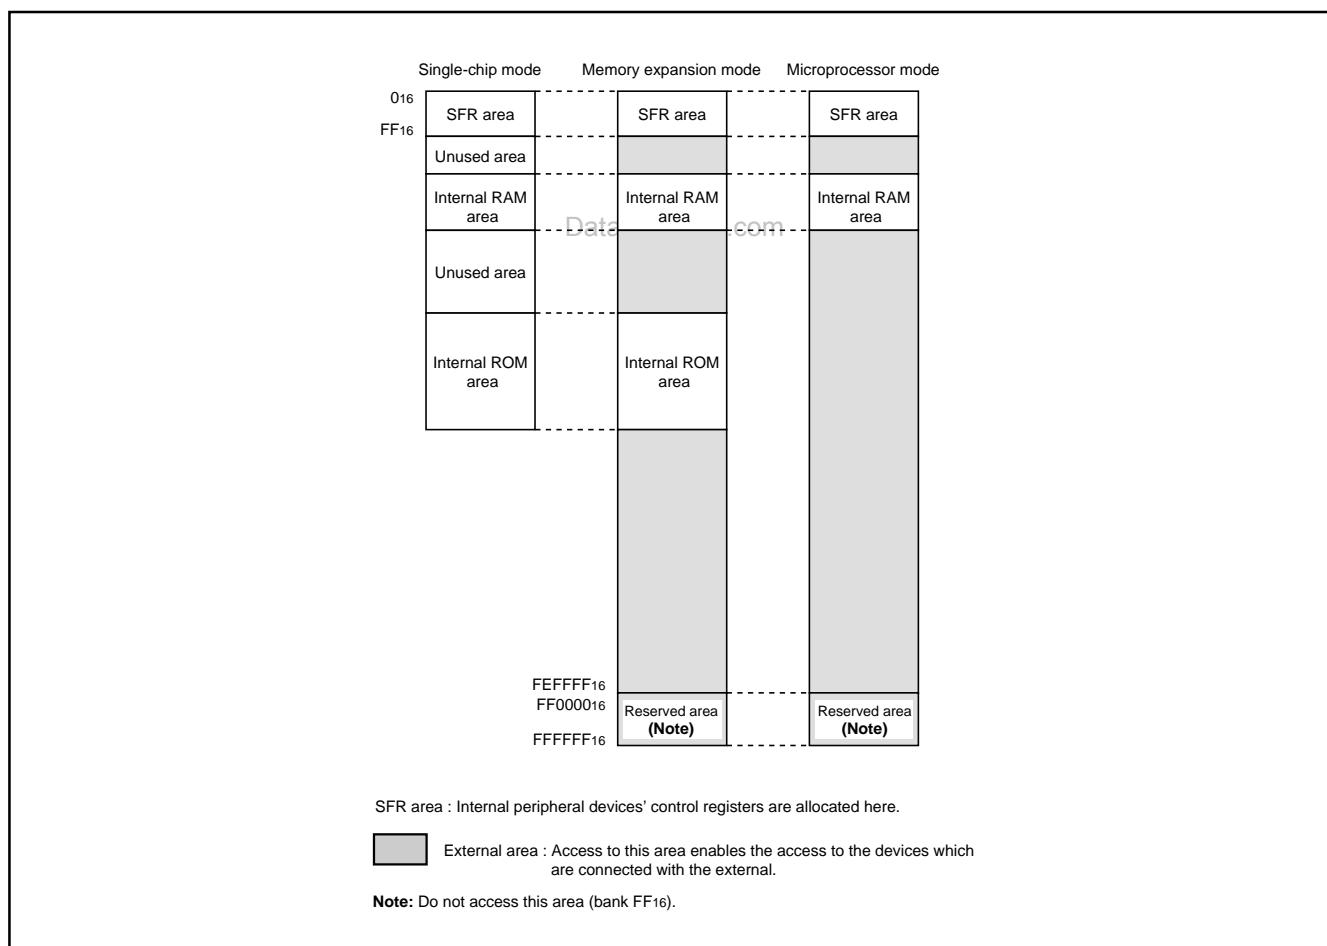 Single-chip mode Memory expansion mode Microprocessor mode
016
SFR area SFR area SFR area
FF16
Unused area
Internal RAM area Internal RAM area Internal RAM area
Data .com
Unused area
Internal ROM area Internal ROM area
FEFFFF16
FF000016
Reserved area (Note) Reserved area (Note)
FFFFFF16
SFR area : Internal peripheral devices’ control registers are allocated here.
External area : Access to this area enables the access to the devices which
are connected with the external.
Note: Do not access this area (bank FF16).